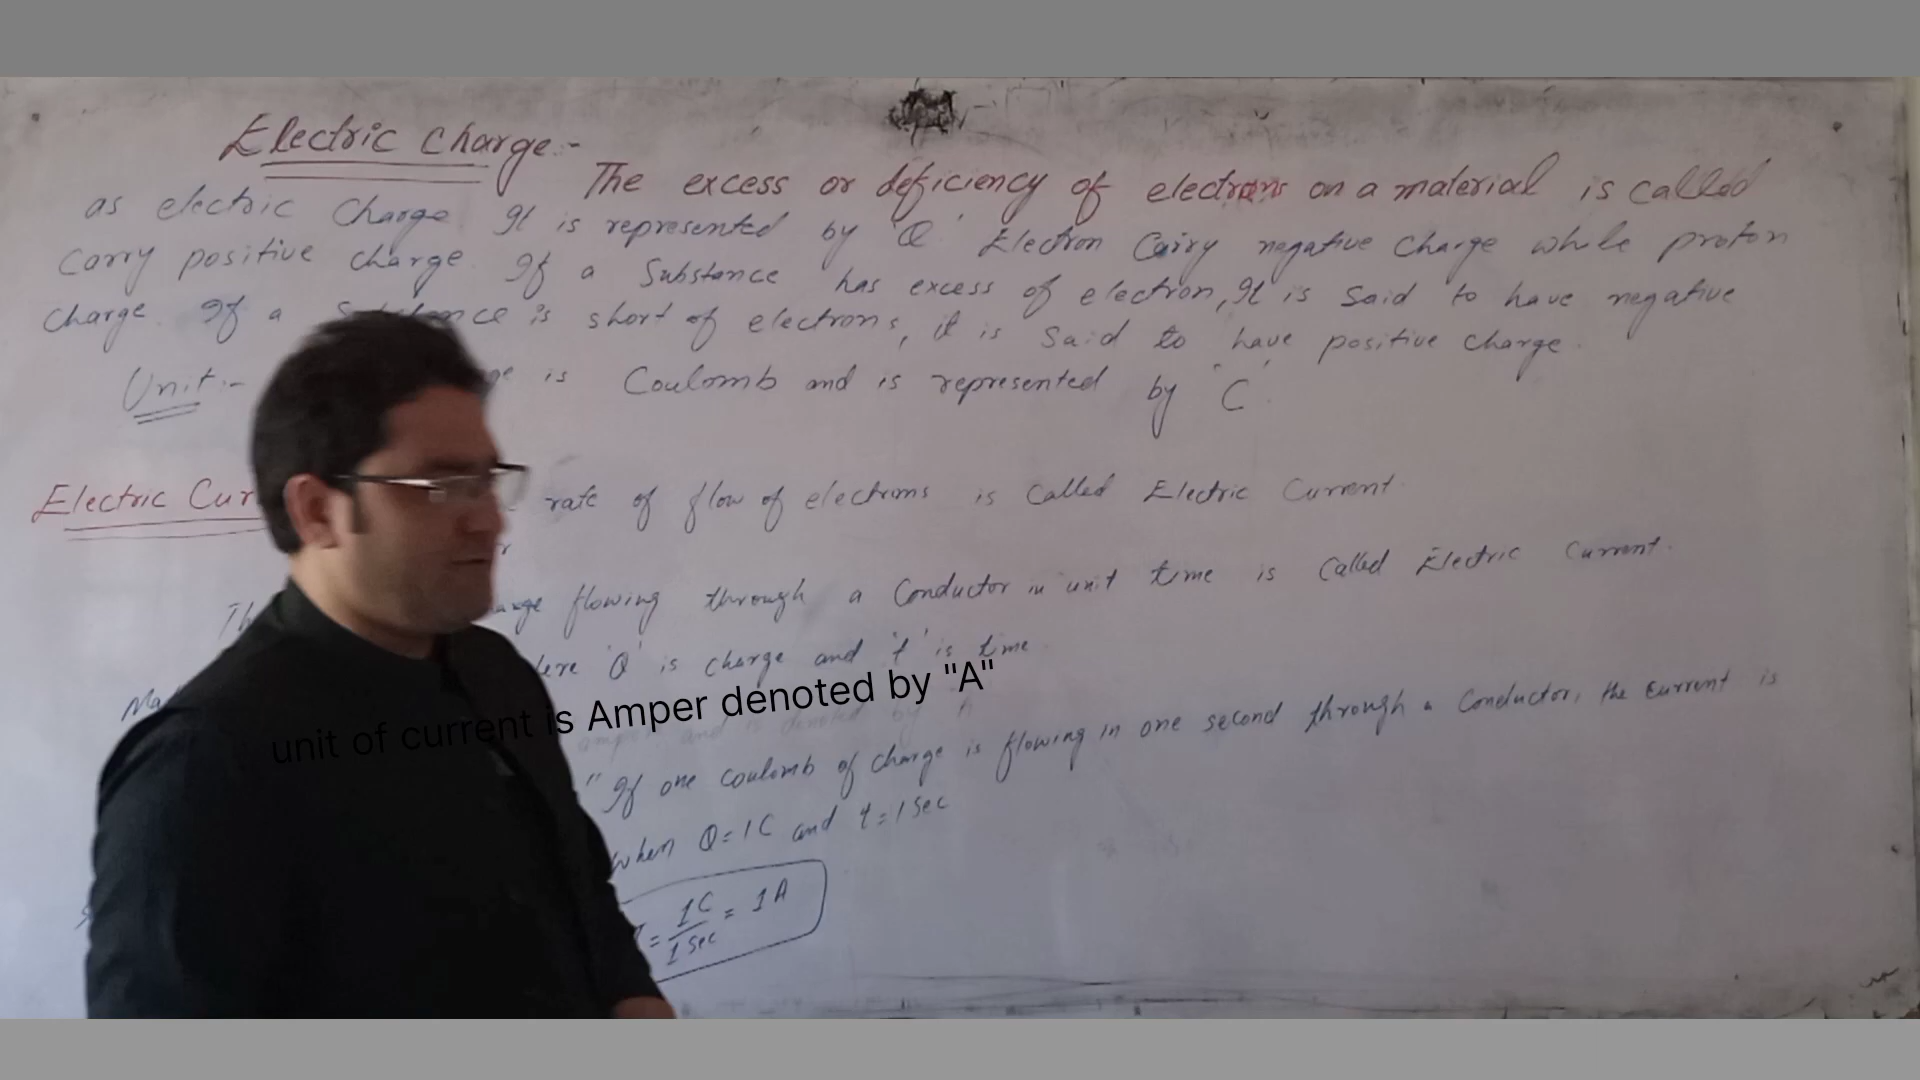 Electric charge:-
The excess or deficiency of electrons on a material is called
as electric charge. It is represented by 'Q'. Electron Carry negative charge while proton
carry positive charge. If a Substance has excess of electron, It is Said to have negative
charge. If a is short of electrons, it is Said to have positive charge.
Unit:- is Coulomb and is represented by 'C'.
Electric Cur rate of flow of electrons is called Electric Current.
flowing through a Conductor in unit time is called Electric Current.
'Q' is charge and 't' is time
unit of current is Amper denoted by "A"
" If one coulomb of charge is flowing in one second through a Conductor, the current is
when Q=1C and t=1Sec
= 1C/1Sec = 1A